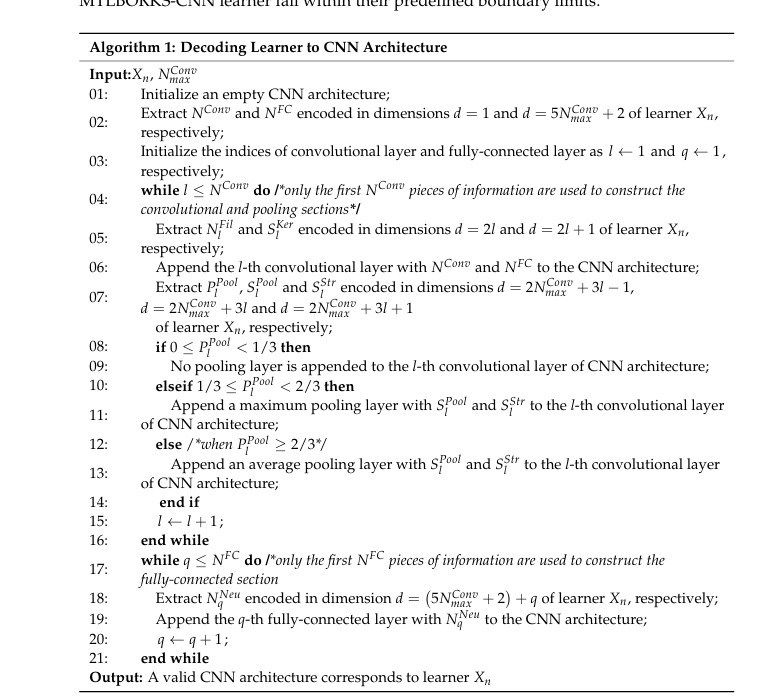 MTLBORKS-CNN learner fall within their predefined boundary limits.
Algorithm 1: Decoding Learner to CNN Architecture
Input:$X_n$, $N_{max}^{Conv}$
01: Initialize an empty CNN architecture;
02: Extract $N^{Conv}$ and $N^{FC}$ encoded in dimensions $d = 1$ and $d = 5N_{max}^{Conv} + 2$ of learner $X_n$,
respectively;
03: Initialize the indices of convolutional layer and fully-connected layer as $l \leftarrow 1$ and $q \leftarrow 1$,
respectively;
04: while $l \leq N^{Conv}$ do /*only the first $N^{Conv}$ pieces of information are used to construct the
convolutional and pooling sections*/
05: Extract $N_l^{Fil}$ and $S_l^{Ker}$ encoded in dimensions $d = 2l$ and $d = 2l + 1$ of learner $X_n$,
respectively;
06: Append the $l$-th convolutional layer with $N^{Conv}$ and $N^{FC}$ to the CNN architecture;
07: Extract $P_l^{Pool}$, $S_l^{Pool}$ and $S_l^{Str}$ encoded in dimensions $d = 2N_{max}^{Conv} + 3l - 1$,
$d = 2N_{max}^{Conv} + 3l$ and $d = 2N_{max}^{Conv} + 3l + 1$
of learner $X_n$, respectively;
08: if $0 \leq P_l^{Pool} < 1/3$ then
09: No pooling layer is appended to the $l$-th convolutional layer of CNN architecture;
10: elseif $1/3 \leq P_l^{Pool} < 2/3$ then
11: Append a maximum pooling layer with $S_l^{Pool}$ and $S_l^{Str}$ to the $l$-th convolutional layer
of CNN architecture;
12: else /*when $P_l^{Pool} \geq 2/3$*/
13: Append an average pooling layer with $S_l^{Pool}$ and $S_l^{Str}$ to the $l$-th convolutional layer
of CNN architecture;
14: end if
15: $l \leftarrow l + 1$;
16: end while
17: while $q \leq N^{FC}$ do /*only the first $N^{FC}$ pieces of information are used to construct the
fully-connected section
18: Extract $N_q^{Neu}$ encoded in dimension $d = (5N_{max}^{Conv} + 2) + q$ of learner $X_n$, respectively;
19: Append the $q$-th fully-connected layer with $N_q^{Neu}$ to the CNN architecture;
20: $q \leftarrow q + 1$;
21: end while
Output: A valid CNN architecture corresponds to learner $X_n$